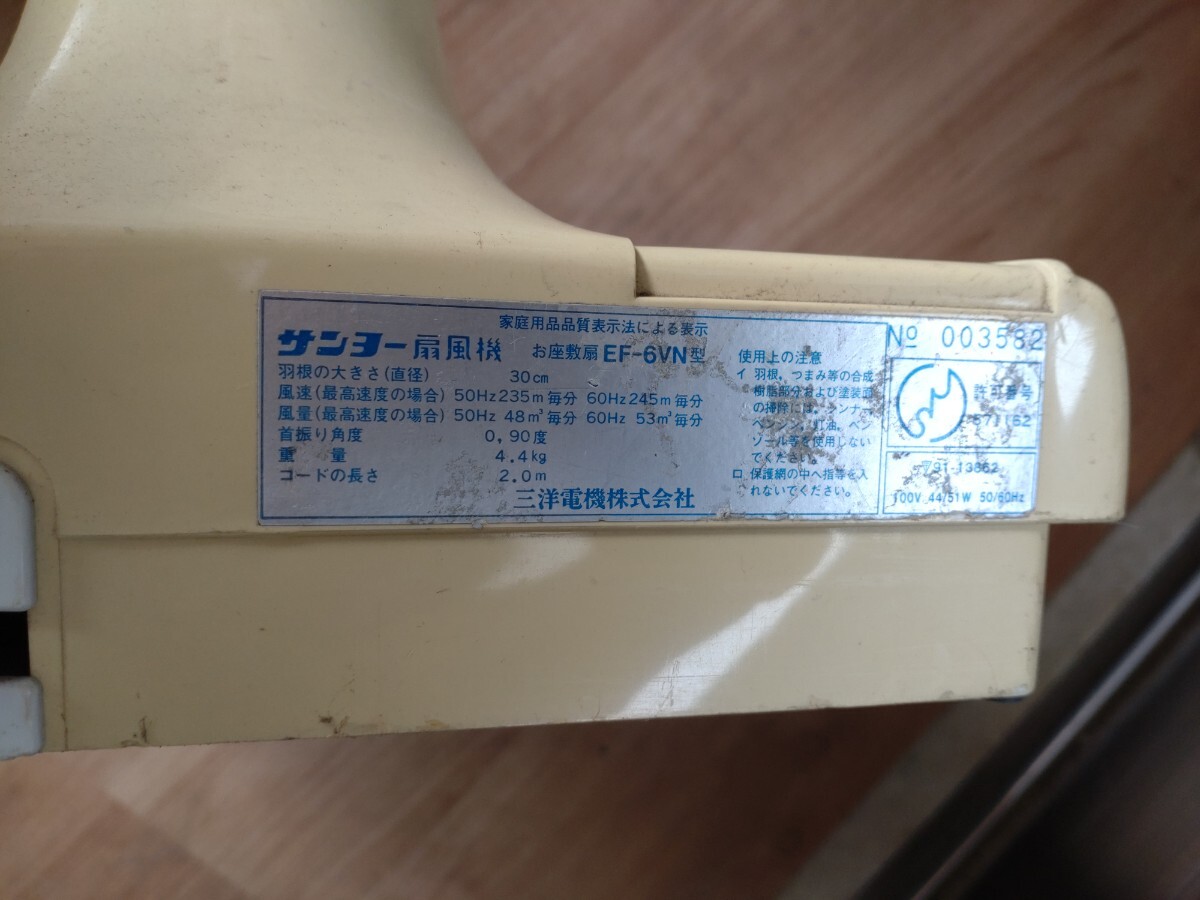 家庭用品品質表示法による表示
サンヨー扇風機 お座敷扇 EF-6VN型
羽根の大きさ(直径) 30cm
風速(最高速度の場合) 50Hz 235m毎分 60Hz 245m毎分
風量(最高速度の場合) 50Hz 48m³毎分 60Hz 53m³毎分
首振り角度 0,90度
重量 4.4kg
コードの長さ 2.0m
三洋電機株式会社
使用上の注意
イ 羽根、つまみ等の合成
樹脂部分および塗装面
の掃除には、シンナー
ベンジン、灯油、ベン
ゾール等を使用しない
でください。
ロ 保護網の中へ指等を入
れないでください。
No 003582
許可番号
791-13662
100V 44/51W 50/60Hz